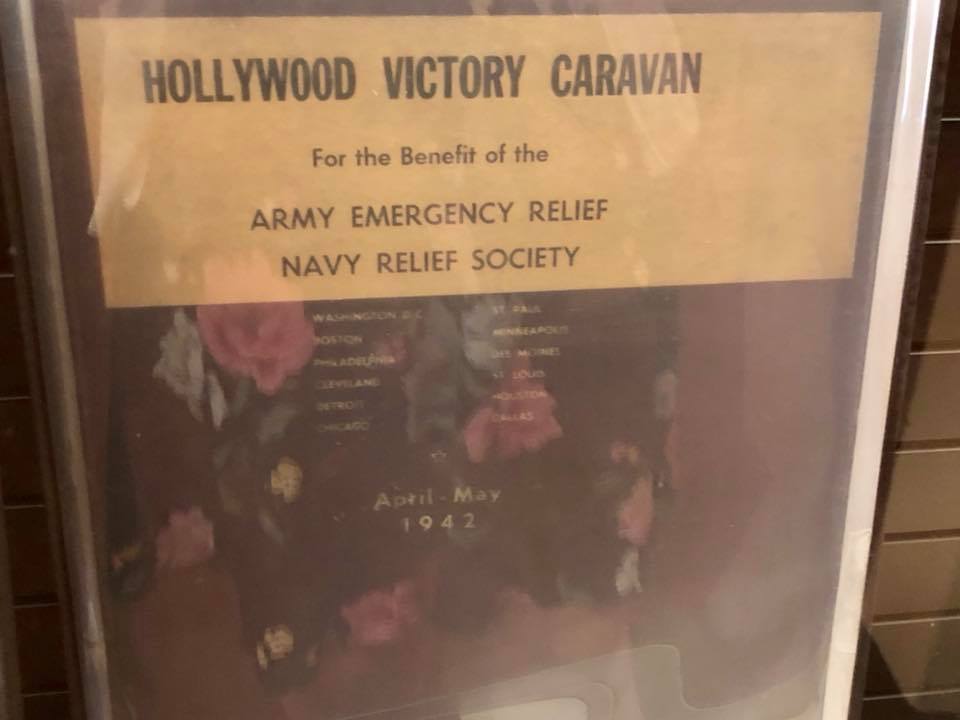 HOLLYWOOD VICTORY CARAVAN
For the Benefit of the
ARMY EMERGENCY RELIEF
NAVY RELIEF SOCIETY
WASHINGTON D.C.
BOSTON
PHILADELPHIA
CLEVELAND
DETROIT
CHICAGO
ST. PAUL
MINNEAPOLIS
DES MOINES
ST. LOUIS
HOUSTON
DALLAS
April - May
1942